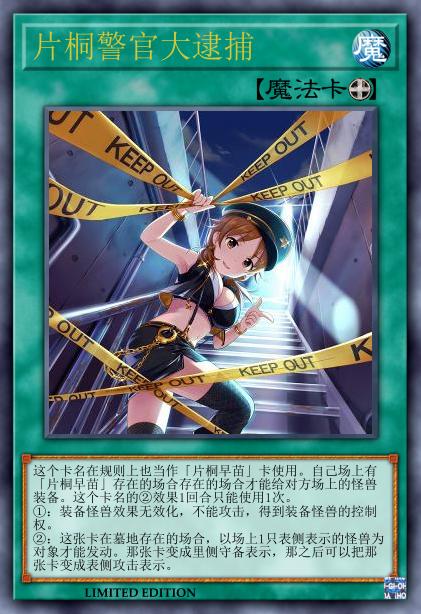 片桐警官大逮捕
魔
【魔法卡】
KEEP OUT
KEEP OUT
KEEP OUT
KEEP OUT
OUT
KEEP OUT
KEEP OUT
KEEP OUT
K
这个卡名在规则上也当作「片桐早苗」卡使用。自己场上有
「片桐早苗」存在的场合存在的场合才能给对方场上的怪兽
装备。这个卡名的②效果1回合只能使用1次。
①：装备怪兽效果无效化，不能攻击，得到装备怪兽的控制
权。
②：这张卡在墓地存在的场合，以场上1只表侧表示的怪兽为
对象才能发动。那张卡变成里侧守备表示，那之后可以把那
张卡变成表侧攻击表示。
LIMITED EDITION